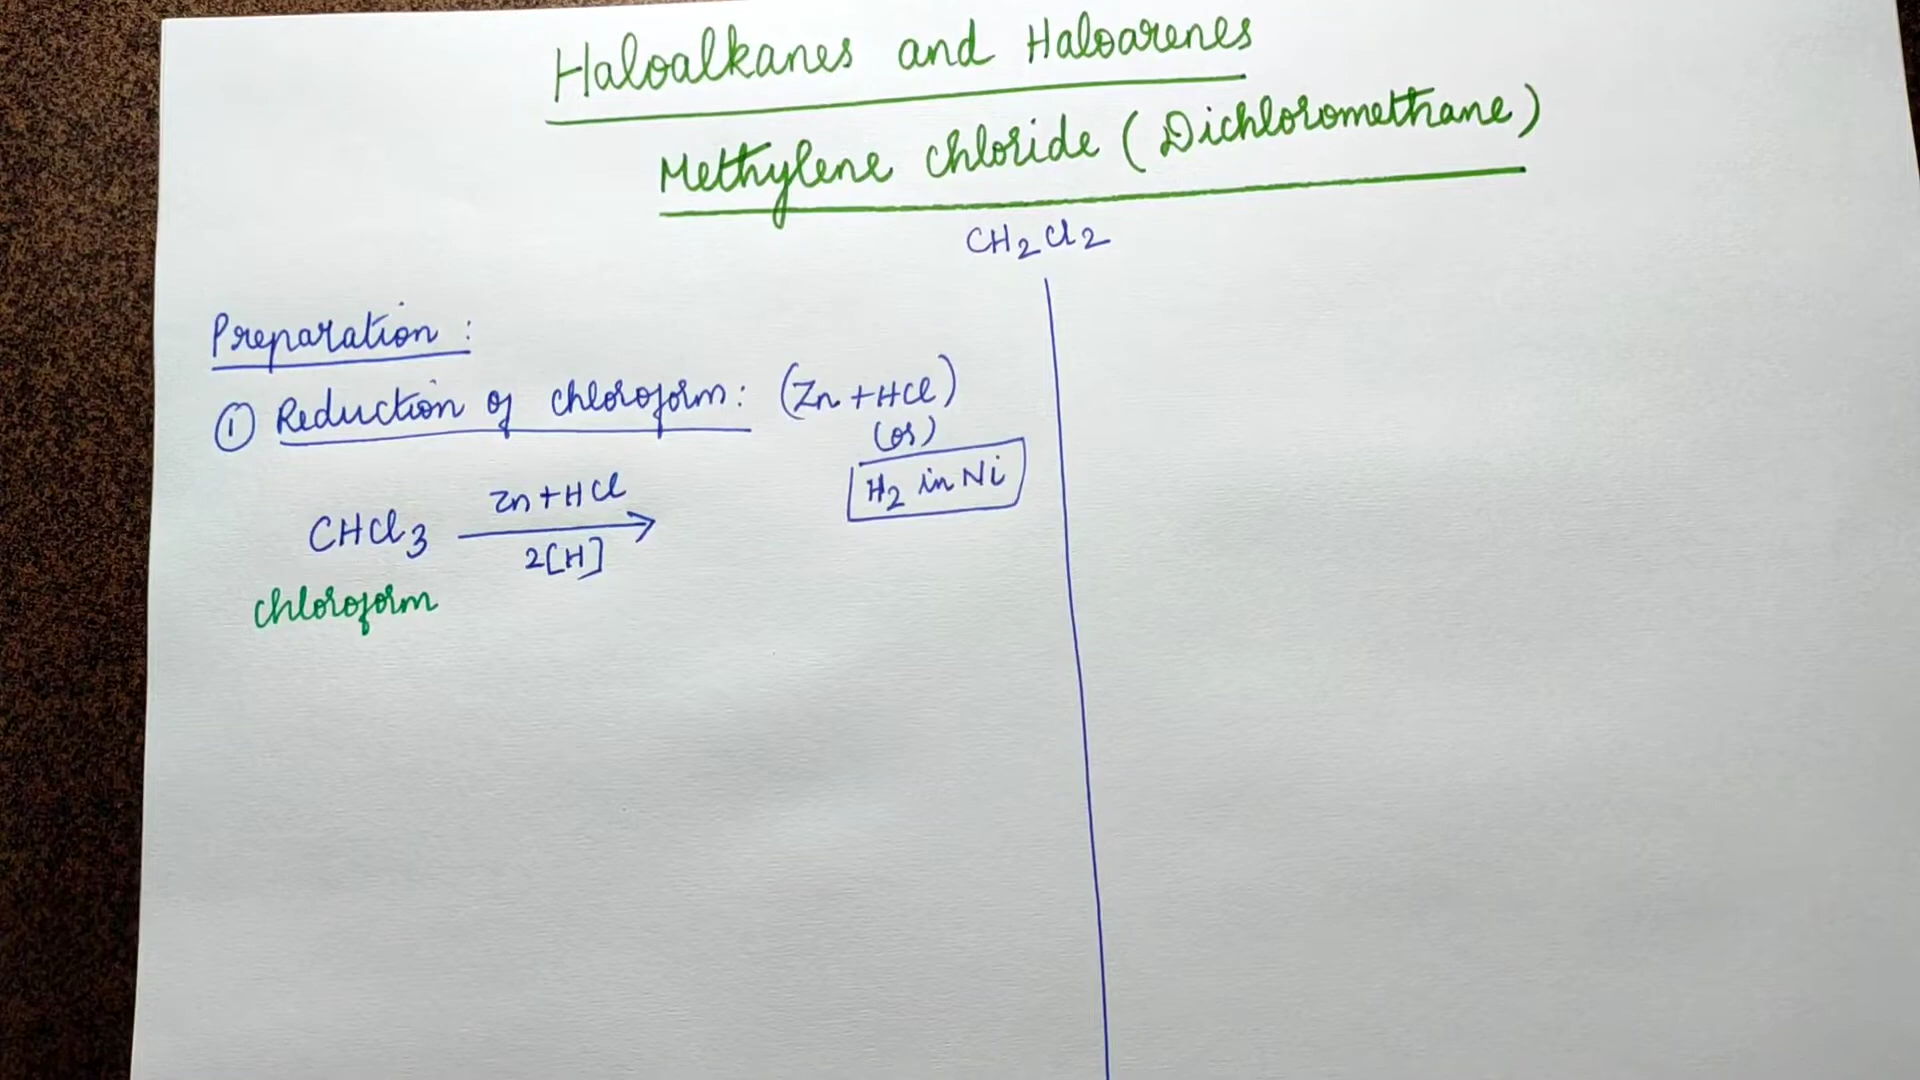 Haloalkanes and Haloarenes
Methylene chloride (Dichloromethane)
CH2Cl2
Preparation :
① Reduction of chloroform: (Zn + HCl)
(or)
H2 in Ni
Zn + HCl
CHCl3
2[H]
chloroform